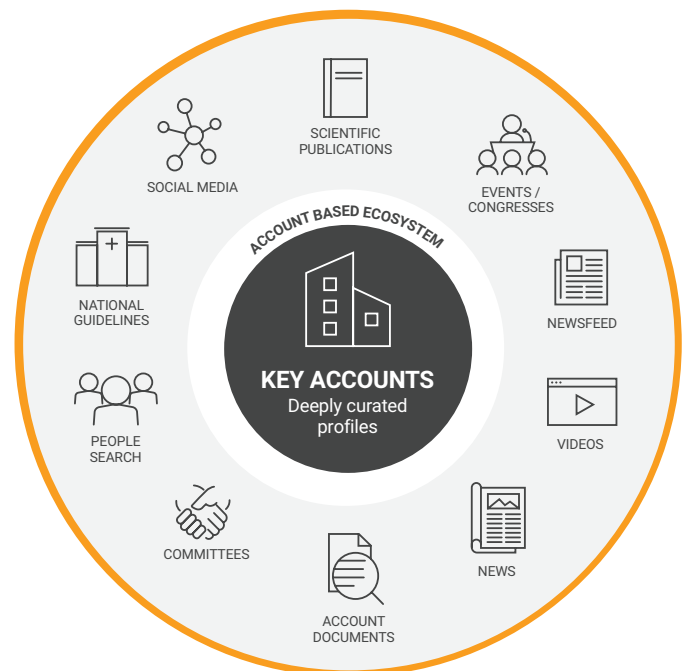 SCIENTIFIC
PUBLICATIONS
SOCIAL MEDIA
EVENTS /
CONGRESSES
ACCOUNT BASED ECOSYSTEM
NATIONAL
GUIDELINES
NEWSFEED
KEY ACCOUNTS
Deeply curated
profiles
PEOPLE
SEARCH
VIDEOS
COMMITTEES
NEWS
ACCOUNT
DOCUMENTS